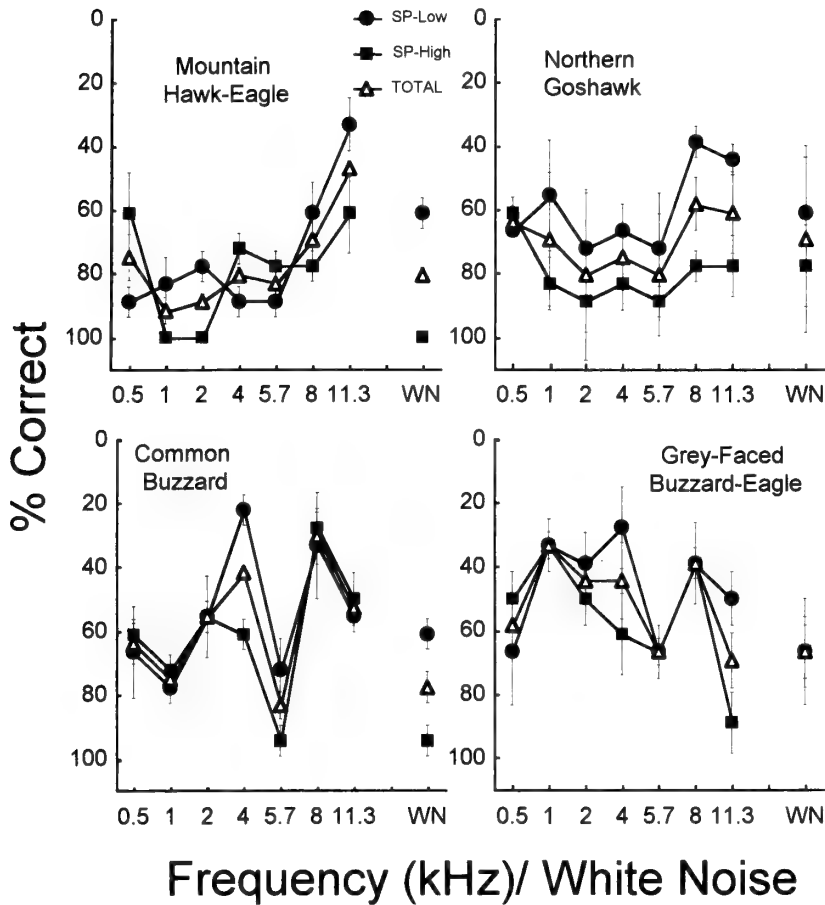 SP-Low
SP-High
TOTAL
Mountain
Hawk-Eagle
0
20
40
60
80
100
0.5 1 2 4 5.7 8 11.3 WN
Northern
Goshawk
0
20
40
60
80
100
0.5 1 2 4 5.7 8 11.3 WN
% Correct
Common
Buzzard
0
20
40
60
80
100
0.5 1 2 4 5.7 8 11.3 WN
Grey-Faced
Buzzard-Eagle
0
20
40
60
80
100
0.5 1 2 4 5.7 8 11.3 WN
Frequency (kHz)/ White Noise